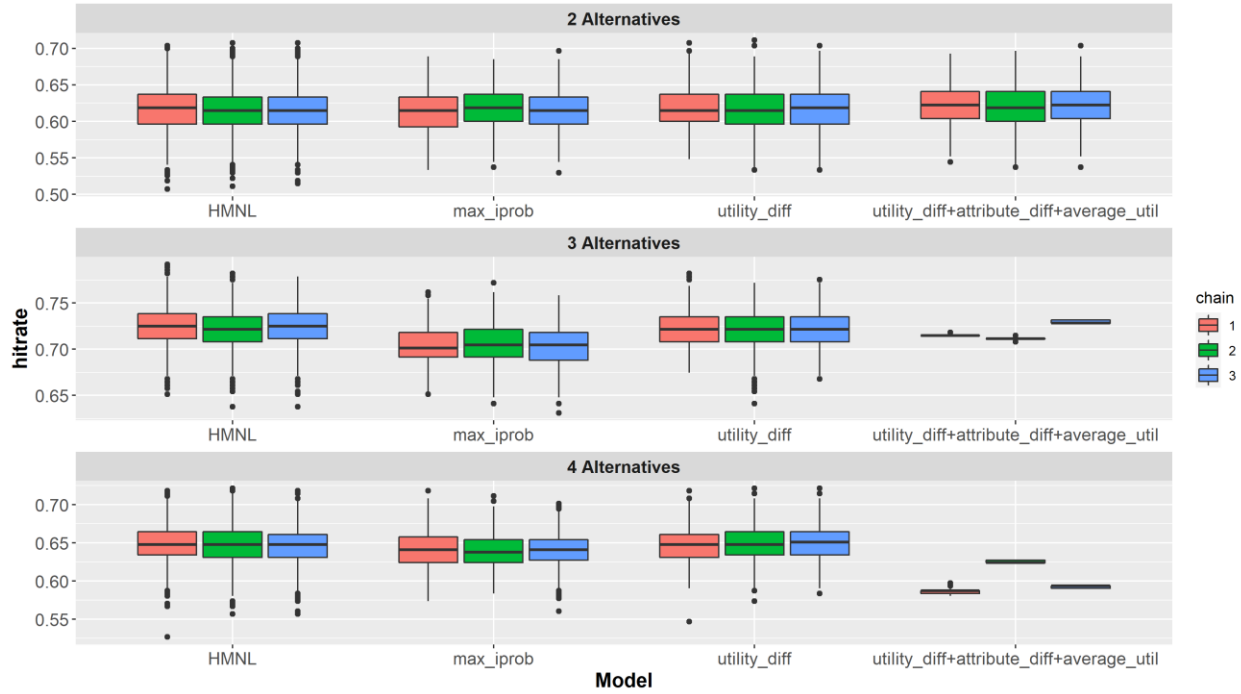 2 Alternatives
0.70
0.65
0.60
0.55
0.50
HMNL max_iprob utility_diff utility_diff+attribute_diff+average_util
3 Alternatives
0.75
0.70
0.65
HMNL max_iprob utility_diff utility_diff+attribute_diff+average_util
4 Alternatives
0.70
0.65
0.60
0.55
HMNL max_iprob utility_diff utility_diff+attribute_diff+average_util
hitrate
Model
chain
1
2
3